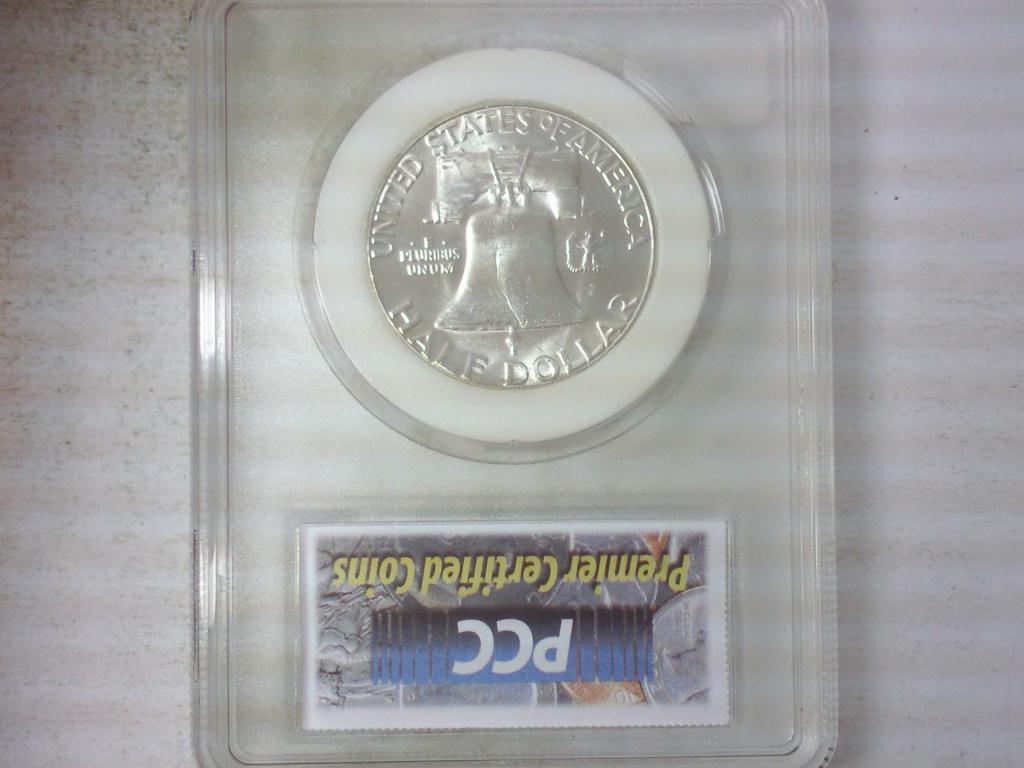 UNITED STATES OF AMERICA
E
PLURIBUS
UNUM
HALF DOLLAR
Premier Certified Coins
PCC